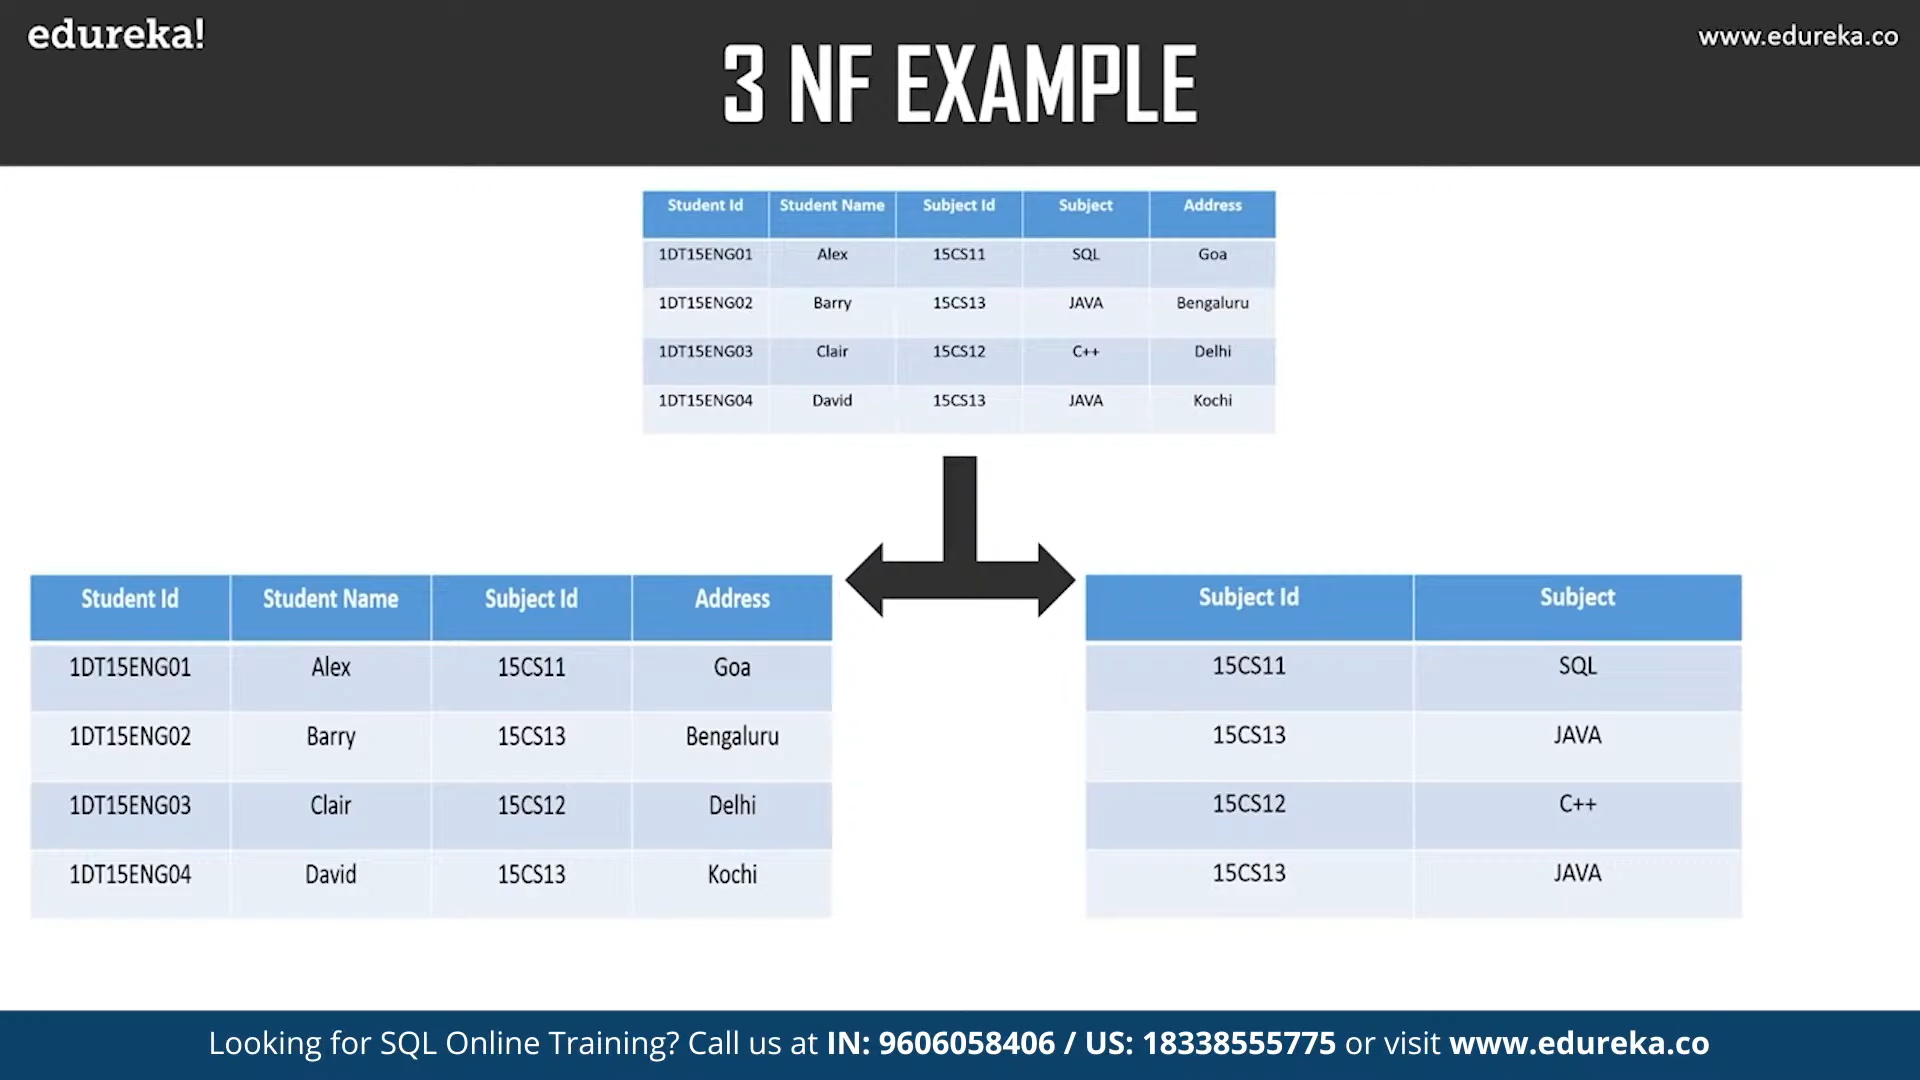 edureka!
www.edureka.co
3 NF EXAMPLE
Student Id Student Name Subject Id Subject Address
1DT15ENG01 Alex 15CS11 SQL Goa
1DT15ENG02 Barry 15CS13 JAVA Bengaluru
1DT15ENG03 Clair 15CS12 C++ Delhi
1DT15ENG04 David 15CS13 JAVA Kochi
Student Id Student Name Subject Id Address
1DT15ENG01 Alex 15CS11 Goa
1DT15ENG02 Barry 15CS13 Bengaluru
1DT15ENG03 Clair 15CS12 Delhi
1DT15ENG04 David 15CS13 Kochi
Subject Id Subject
15CS11 SQL
15CS13 JAVA
15CS12 C++
15CS13 JAVA
Looking for SQL Online Training? Call us at IN: 9606058406 / US: 18338555775 or visit www.edureka.co